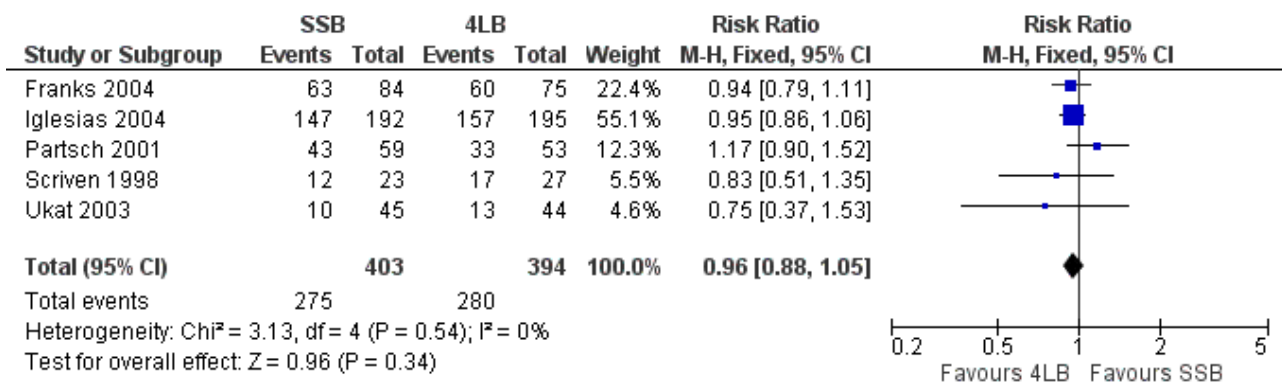 SSB 4LB Risk Ratio Risk Ratio
Study or Subgroup Events Total Events Total Weight M-H, Fixed, 95% CI M-H, Fixed, 95% CI
Franks 2004 63 84 60 75 22.4% 0.94 [0.79, 1.11]
Iglesias 2004 147 192 157 195 55.1% 0.95 [0.86, 1.06]
Partsch 2001 43 59 33 53 12.3% 1.17 [0.90, 1.52]
Scriven 1998 12 23 17 27 5.5% 0.83 [0.51, 1.35]
Ukat 2003 10 45 13 44 4.6% 0.75 [0.37, 1.53]
Total (95% CI) 403 394 100.0% 0.96 [0.88, 1.05]
Total events 275 280
Heterogeneity: Chi² = 3.13, df = 4 (P = 0.54); I² = 0%
Test for overall effect: Z = 0.96 (P = 0.34)
0.2 0.5 1 2 5
Favours 4LB Favours SSB